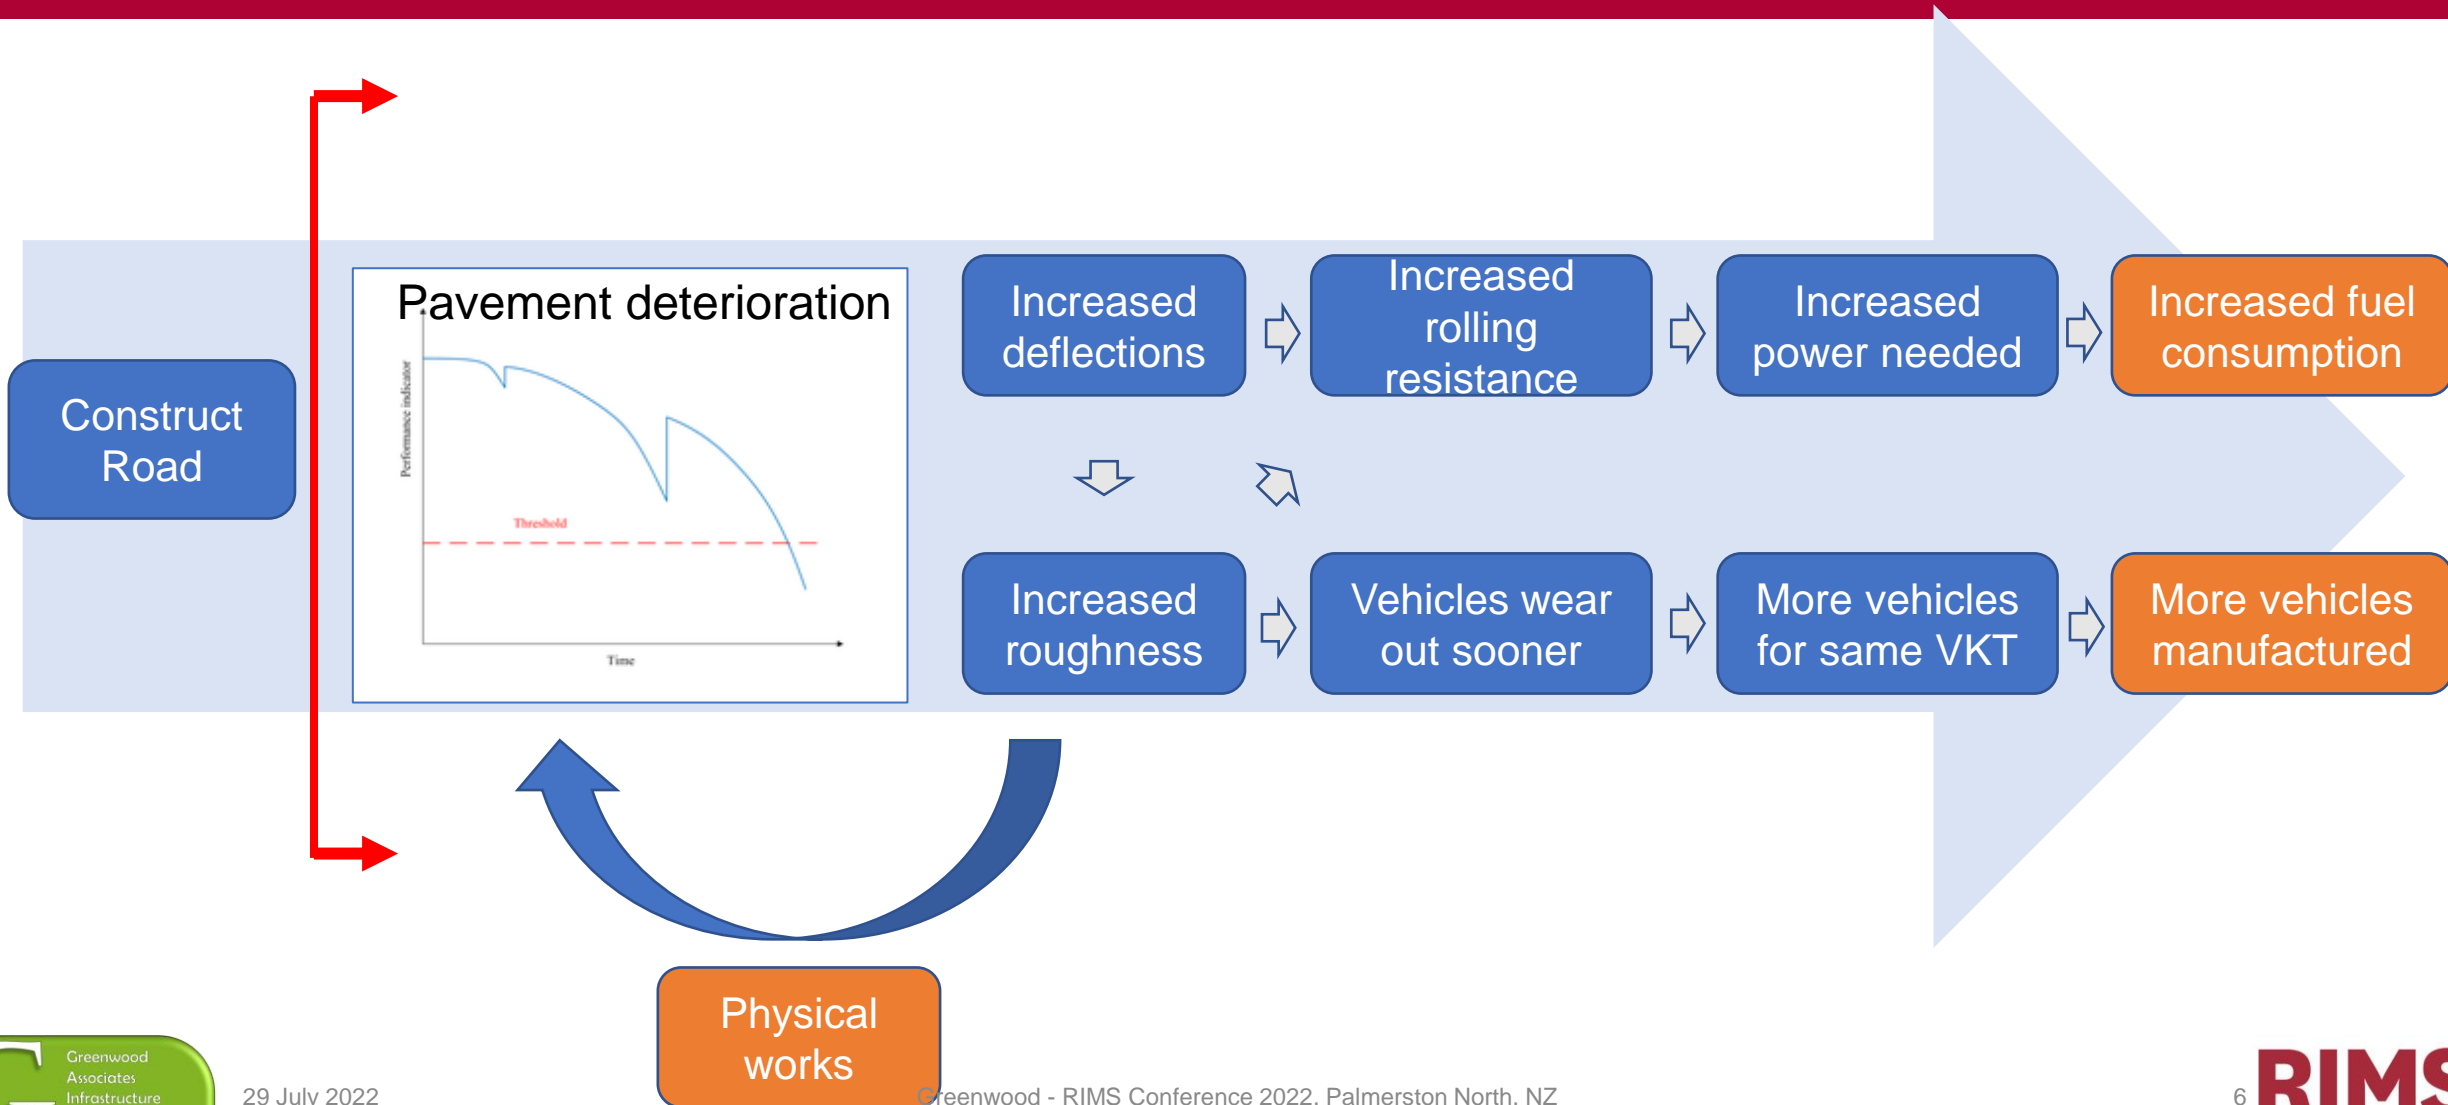 Construct
Road
Pavement deterioration
Performance indicator
Threshold
Time
Increased
deflections
Increased
rolling
resistance
Increased
power needed
Increased fuel
consumption
Increased
roughness
Vehicles wear
out sooner
More vehicles
for same VKT
More vehicles
manufactured
Physical
works
Greenwood
Associates
Infrastructure
29 July 2022
Greenwood - RIMS Conference 2022. Palmerston North. NZ
6
RIMS